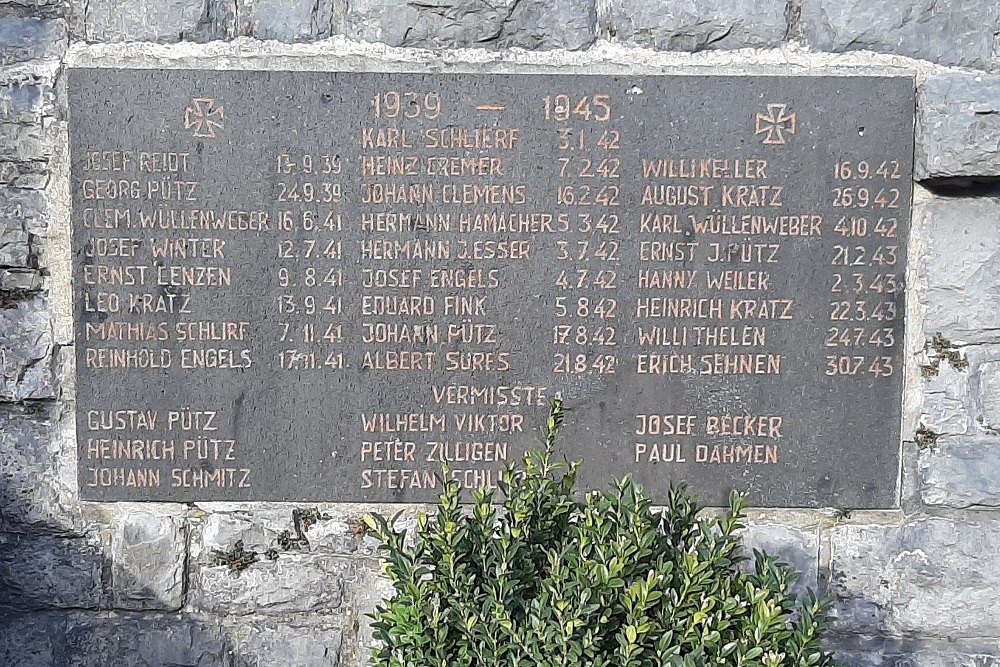 1939 — 1945
KARL SCHLIERF 3.1.42
JOSEF REIDT 13.9.39 HEINZ CREMER 7.2.42 WILLI KELLER 16.9.42
GEORG PÜTZ 24.9.39 JOHANN CLEMENS 16.2.42 AUGUST KRATZ 26.9.42
CLEM. WÜLLENWEBER 16.6.41 HERMANN HAMACHER 5.3.42 KARL WÜLLENWEBER 4.10.42
JOSEF WINTER 12.7.41 HERMANN J. ESSER 3.7.42 ERNST J. PÜTZ 21.2.43
ERNST LENZEN 9.8.41 JOSEF ENGELS 4.7.42 HANNY WEILER 2.3.43
LEO KRATZ 13.9.41 EDUARD FINK 5.8.42 HEINRICH KRATZ 22.3.43
MATHIAS SCHLIRF 7.11.41 JOHANN PÜTZ 17.8.42 WILLI THELEN 24.7.43
REINHOLD ENGELS 17.11.41 ALBERT SURFS 21.8.42 ERICH SEHNEN 30.7.43
VERMISSTE
GUSTAV PÜTZ WILHELM VIKTOR JOSEF BECKER
HEINRICH PÜTZ PETER ZILLIGEN PAUL DAHMEN
JOHANN SCHMITZ STEFAN